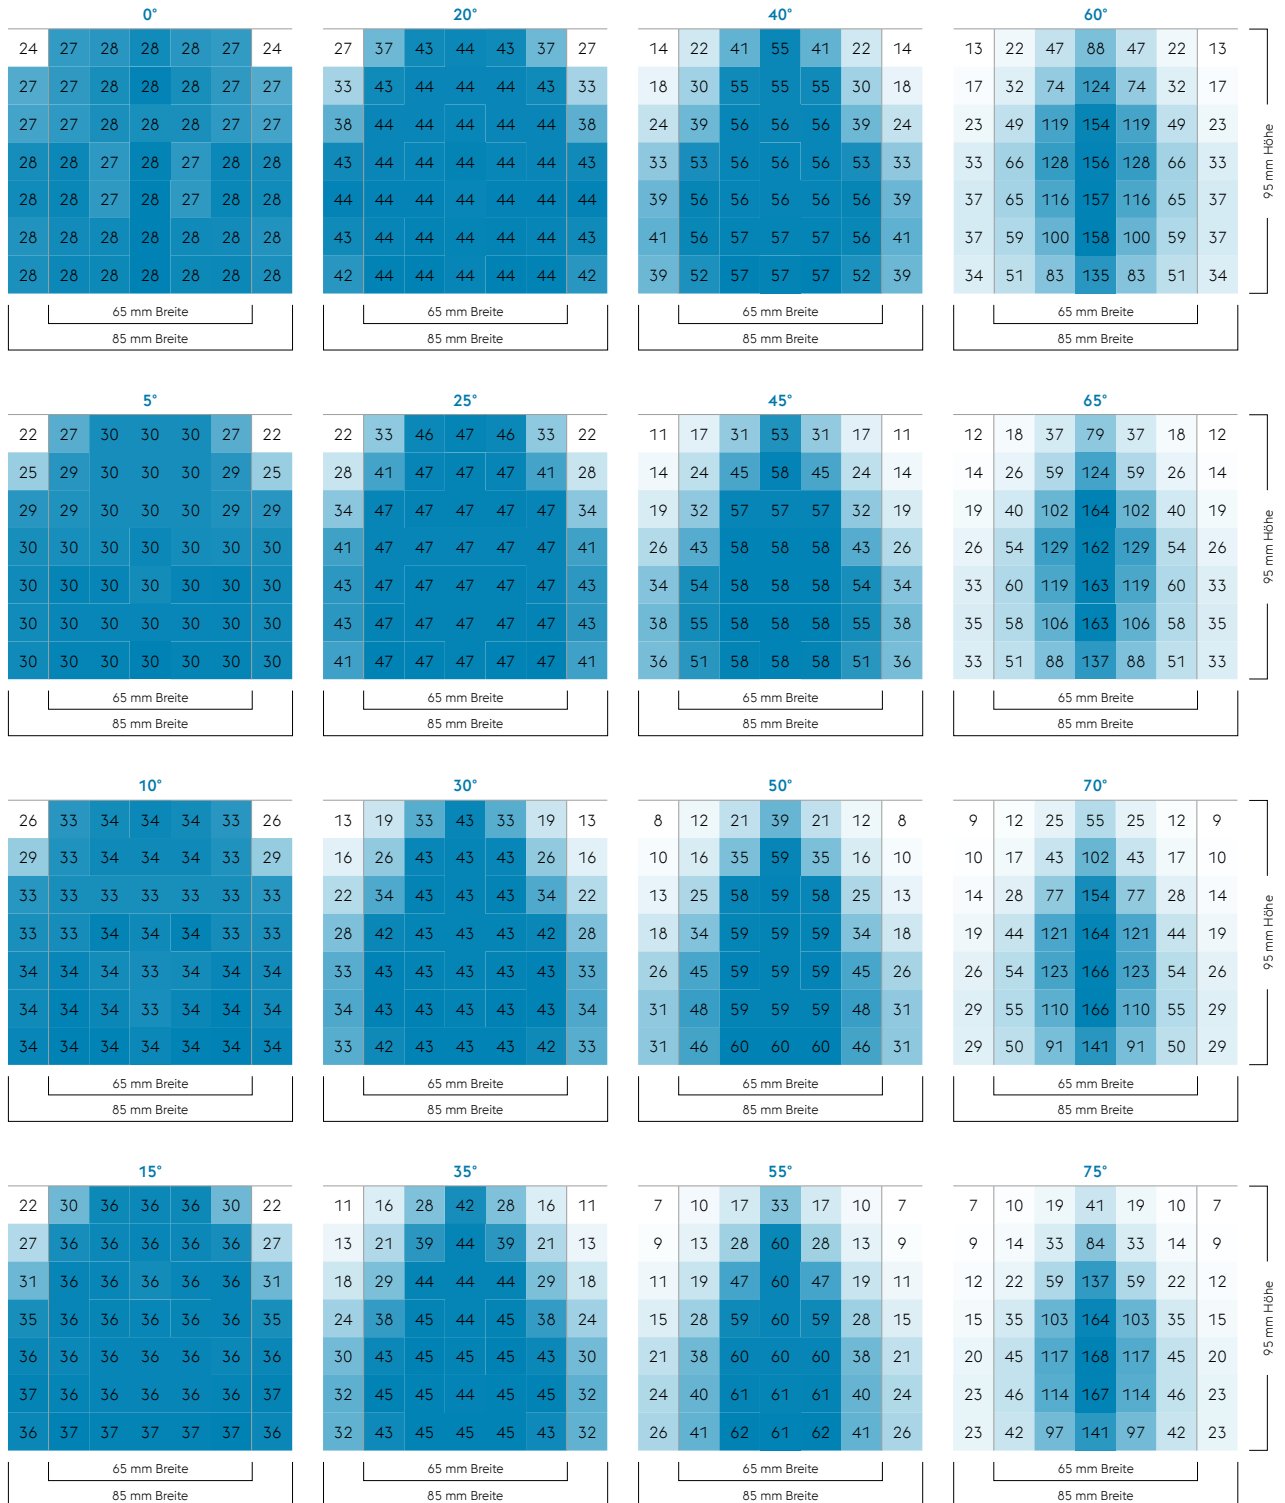 0° 20° 40° 60°
24 27 28 28 28 27 24 27 37 43 44 43 37 27 14 22 41 55 41 22 14 13 22 47 88 47 22 13
27 27 28 28 28 27 27 33 43 44 44 44 43 33 18 30 55 55 55 30 18 17 32 74 124 74 32 17
27 27 28 28 28 27 27 38 44 44 44 44 44 38 24 39 56 56 56 39 24 23 49 119 154 119 49 23
28 28 27 28 27 28 28 43 44 44 44 44 44 43 33 53 56 56 56 53 33 33 66 128 156 128 66 33
28 28 27 28 27 28 28 44 44 44 44 44 44 44 39 56 56 56 56 56 39 37 65 116 157 116 65 37
28 28 28 28 28 28 28 43 44 44 44 44 44 43 41 56 57 57 57 56 41 37 59 100 158 100 59 37
28 28 28 28 28 28 28 42 44 44 44 44 44 42 39 52 57 57 57 52 39 34 51 83 135 83 51 34
95 mm Höhe
65 mm Breite 65 mm Breite 65 mm Breite 65 mm Breite
85 mm Breite 85 mm Breite 85 mm Breite 85 mm Breite
5° 25° 45° 65°
22 27 30 30 30 27 22 22 33 46 47 46 33 22 11 17 31 53 31 17 11 12 18 37 79 37 18 12
25 29 30 30 30 29 25 28 41 47 47 47 41 28 14 24 45 58 45 24 14 14 26 59 124 59 26 14
29 29 30 30 30 29 29 34 47 47 47 47 47 34 19 32 57 57 57 32 19 19 40 102 164 102 40 19
30 30 30 30 30 30 30 41 47 47 47 47 47 41 26 43 58 58 58 43 26 26 54 129 162 129 54 26
30 30 30 30 30 30 30 43 47 47 47 47 47 43 34 54 58 58 58 54 34 33 60 119 163 119 60 33
30 30 30 30 30 30 30 43 47 47 47 47 47 43 38 55 58 58 58 55 38 35 58 106 163 106 58 35
30 30 30 30 30 30 30 41 47 47 47 47 47 41 36 51 58 58 58 51 36 33 51 88 137 88 51 33
95 mm Höhe
65 mm Breite 65 mm Breite 65 mm Breite 65 mm Breite
85 mm Breite 85 mm Breite 85 mm Breite 85 mm Breite
10° 30° 50° 70°
26 33 34 34 34 33 26 13 19 33 43 33 19 13 8 12 21 39 21 12 8 9 12 25 55 25 12 9
29 33 34 34 34 33 29 16 26 43 43 43 26 16 10 16 35 59 35 16 10 10 17 43 102 43 17 10
33 33 33 33 33 33 33 22 34 43 43 43 34 22 13 25 58 59 58 25 13 14 28 77 154 77 28 14
33 33 34 34 34 33 33 28 42 43 43 43 42 28 18 34 59 59 59 34 18 19 44 121 164 121 44 19
34 34 34 33 34 34 34 33 43 43 43 43 43 33 26 45 59 59 59 45 26 26 54 123 166 123 54 26
34 34 34 33 34 34 34 34 43 43 43 43 43 34 31 48 59 59 59 48 31 29 55 110 166 110 55 29
34 34 34 34 34 34 34 33 42 43 43 43 42 33 31 46 60 60 60 46 31 29 50 91 141 91 50 29
95 mm Höhe
65 mm Breite 65 mm Breite 65 mm Breite 65 mm Breite
85 mm Breite 85 mm Breite 85 mm Breite 85 mm Breite
15° 35° 55° 75°
22 30 36 36 36 30 22 11 16 28 42 28 16 11 7 10 17 33 17 10 7 7 10 19 41 19 10 7
27 36 36 36 36 36 27 13 21 39 44 39 21 13 9 13 28 60 28 13 9 9 14 33 84 33 14 9
31 36 36 36 36 36 31 18 29 44 44 44 29 18 11 19 47 60 47 19 11 12 22 59 137 59 22 12
35 36 36 36 36 36 35 24 38 45 44 45 38 24 15 28 59 60 59 28 15 15 35 103 164 103 35 15
36 36 36 36 36 36 36 30 43 45 45 45 43 30 21 38 60 60 60 38 21 20 45 117 168 117 45 20
37 36 36 36 36 36 37 32 45 45 44 45 45 32 24 40 61 61 61 40 24 23 46 114 167 114 46 23
36 37 37 37 37 37 36 32 43 45 45 45 43 32 26 41 62 61 62 41 26 23 42 97 141 97 42 23
95 mm Höhe
65 mm Breite 65 mm Breite 65 mm Breite 65 mm Breite
85 mm Breite 85 mm Breite 85 mm Breite 85 mm Breite